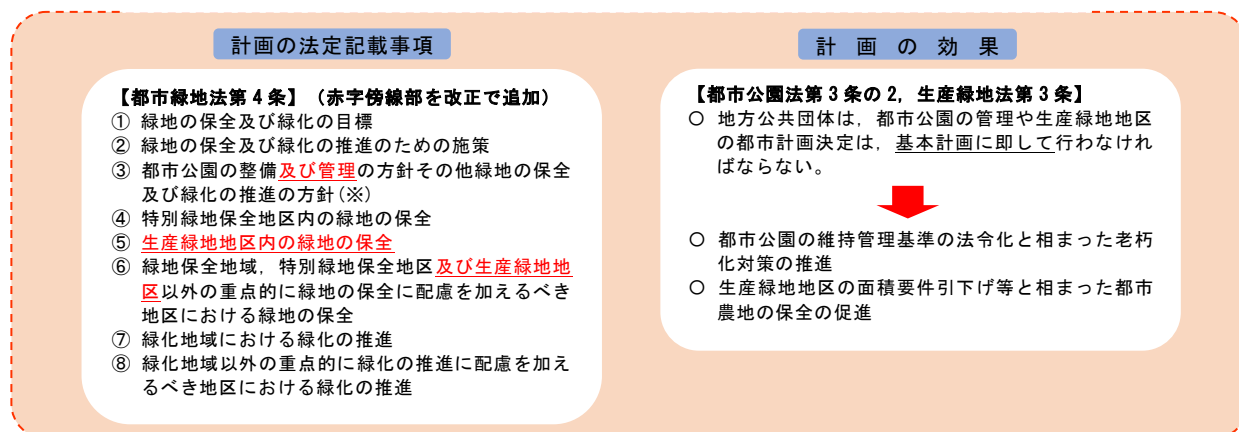 計画の法定記載事項
【都市緑地法第４条】（赤字傍線部を改正で追加）
① 緑地の保全及び緑化の目標
② 緑地の保全及び緑化の推進のための施策
③ 都市公園の整備及び管理の方針その他緑地の保全
及び緑化の推進の方針(※)
④ 特別緑地保全地区内の緑地の保全
⑤ 生産緑地地区内の緑地の保全
⑥ 緑地保全地域，特別緑地保全地区及び生産緑地地
区以外の重点的に緑地の保全に配慮を加えるべき
地区における緑地の保全
⑦ 緑化地域における緑化の推進
⑧ 緑化地域以外の重点的に緑化の推進に配慮を加え
るべき地区における緑化の推進
計　画　の　効　果
【都市公園法第３条の２，生産緑地法第３条】
○ 地方公共団体は，都市公園の管理や生産緑地地区
の都市計画決定は，基本計画に即して行わなけれ
ばならない。
○ 都市公園の維持管理基準の法令化と相まった老朽
化対策の推進
○ 生産緑地地区の面積要件引下げ等と相まった都市
農地の保全の促進